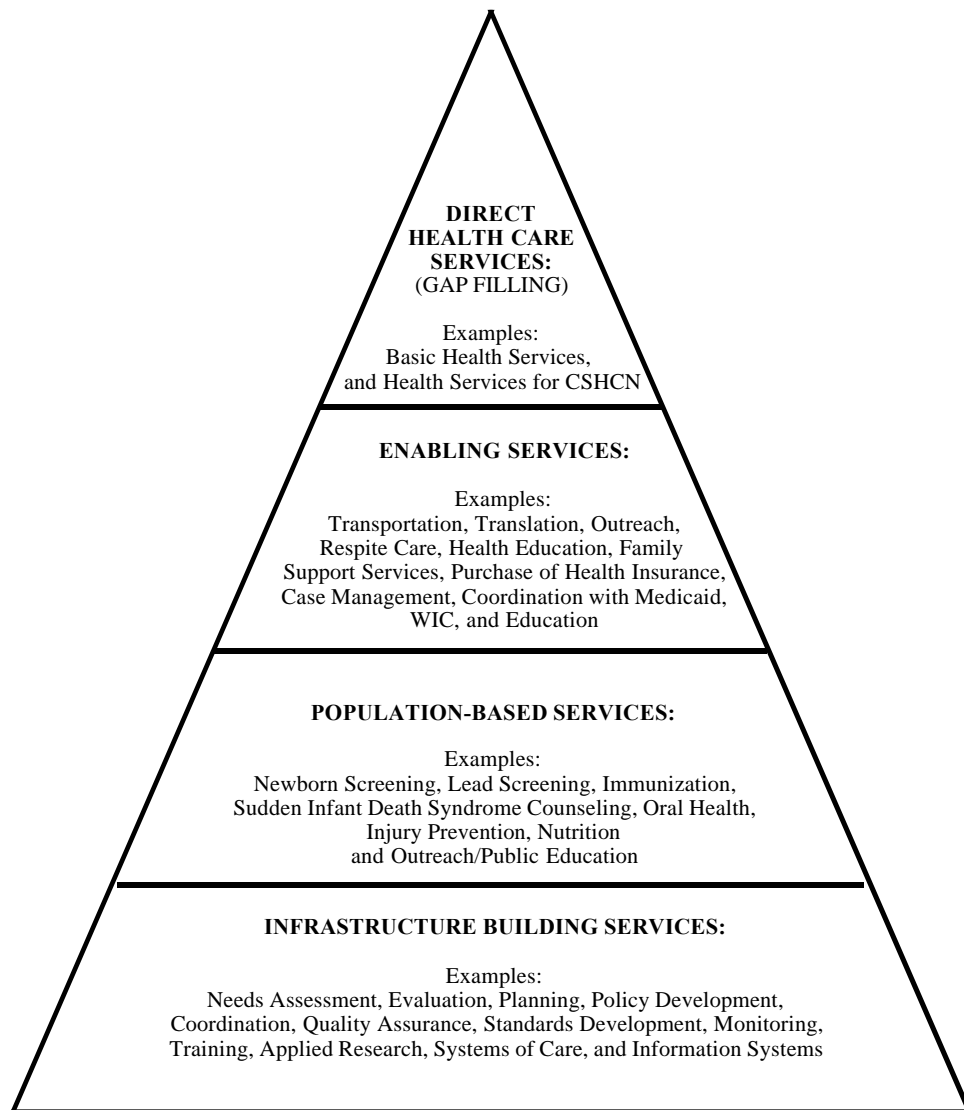 DIRECT
HEALTH CARE
SERVICES:
(GAP FILLING)
Examples:
Basic Health Services,
and Health Services for CSHCN
ENABLING SERVICES:
Examples:
Transportation, Translation, Outreach,
Respite Care, Health Education, Family
Support Services, Purchase of Health Insurance,
Case Management, Coordination with Medicaid,
WIC, and Education
POPULATION-BASED SERVICES:
Examples:
Newborn Screening, Lead Screening, Immunization,
Sudden Infant Death Syndrome Counseling, Oral Health,
Injury Prevention, Nutrition
and Outreach/Public Education
INFRASTRUCTURE BUILDING SERVICES:
Examples:
Needs Assessment, Evaluation, Planning, Policy Development,
Coordination, Quality Assurance, Standards Development, Monitoring,
Training, Applied Research, Systems of Care, and Information Systems